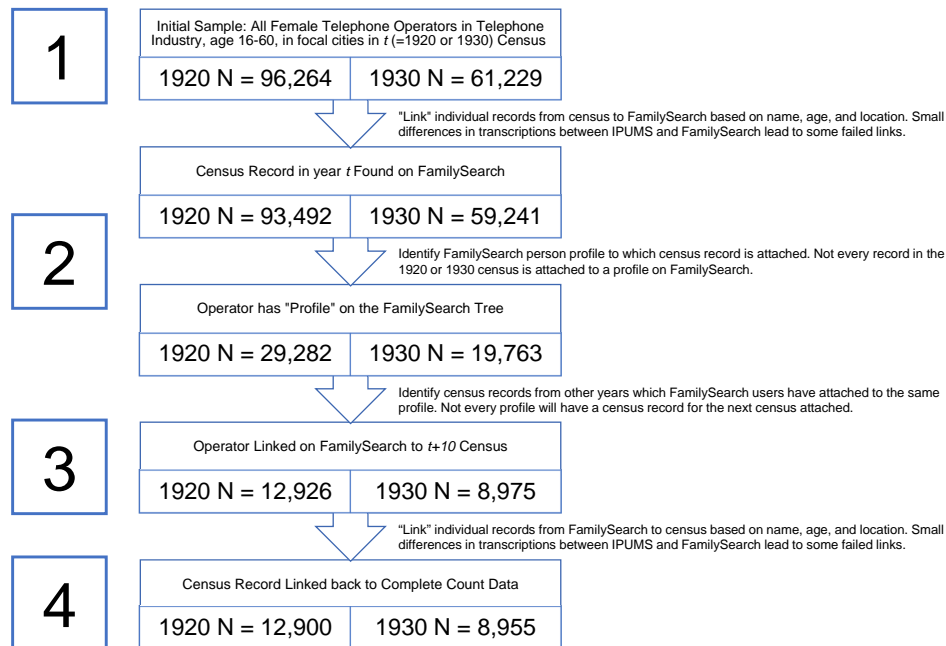 1
Initial Sample: All Female Telephone Operators in Telephone
Industry, age 16-60, in focal cities in t (=1920 or 1930) Census
1920 N = 96,264 1930 N = 61,229
"Link" individual records from census to FamilySearch based on name, age, and location. Small
differences in transcriptions between IPUMS and FamilySearch lead to some failed links.
Census Record in year t Found on FamilySearch
1920 N = 93,492 1930 N = 59,241
2
Identify FamilySearch person profile to which census record is attached. Not every record in the
1920 or 1930 census is attached to a profile on FamilySearch.
Operator has "Profile" on the FamilySearch Tree
1920 N = 29,282 1930 N = 19,763
Identify census records from other years which FamilySearch users have attached to the same
profile. Not every profile will have a census record for the next census attached.
3
Operator Linked on FamilySearch to t+10 Census
1920 N = 12,926 1930 N = 8,975
“Link” individual records from FamilySearch to census based on name, age, and location. Small
differences in transcriptions between IPUMS and FamilySearch lead to some failed links.
4
Census Record Linked back to Complete Count Data
1920 N = 12,900 1930 N = 8,955